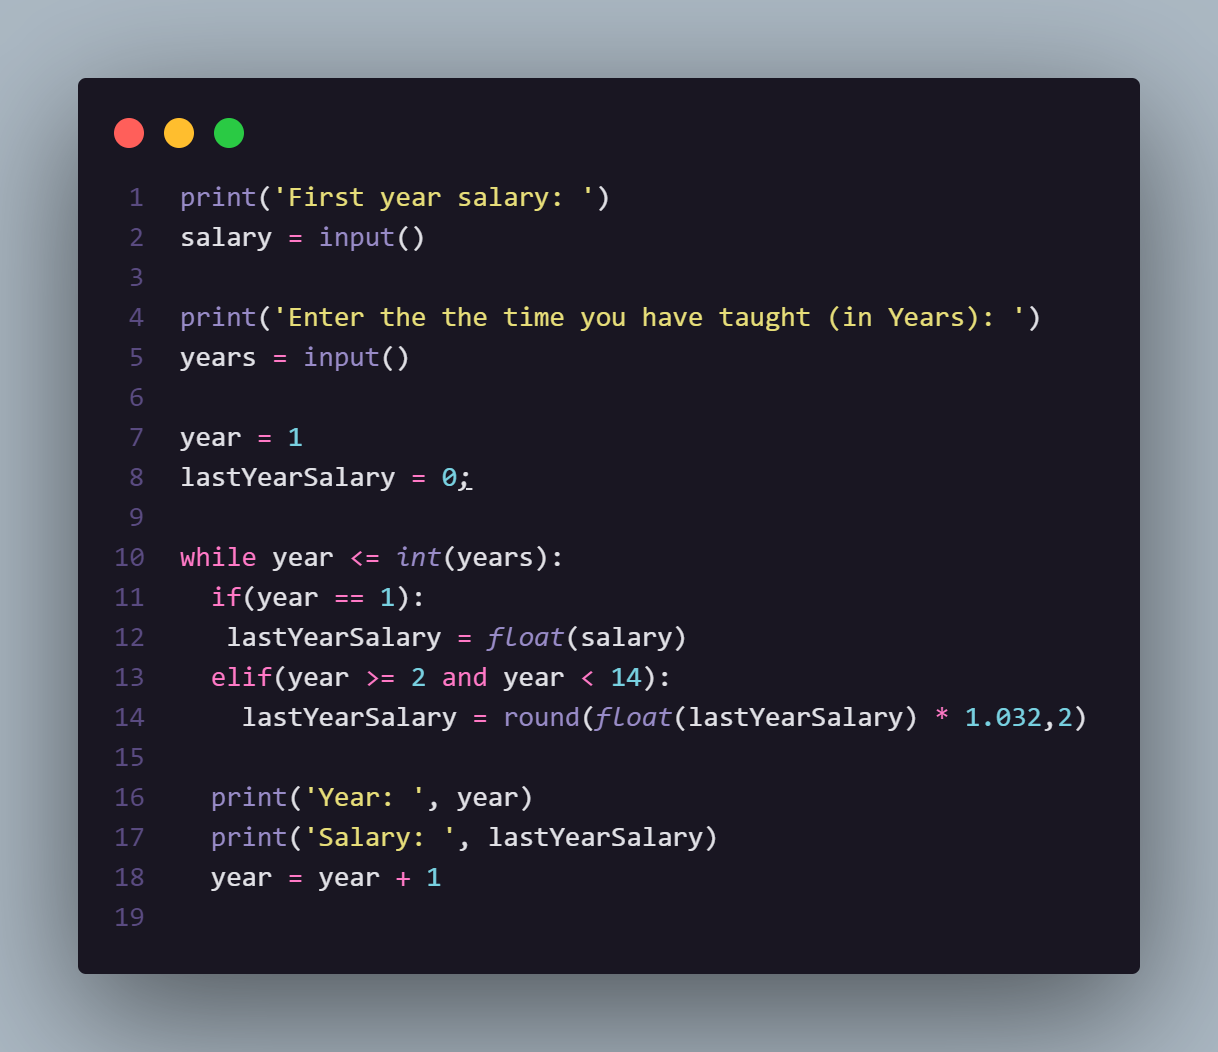 1 print('First year salary: ')
2 salary = input()
3
4 print('Enter the the time you have taught (in Years): ')
5 years = input()
6
7 year = 1
8 lastYearSalary = 0;
9
10 while year <= int(years):
11   if(year == 1):
12    lastYearSalary = float(salary)
13   elif(year >= 2 and year < 14):
14     lastYearSalary = round(float(lastYearSalary) * 1.032,2)
15
16   print('Year: ', year)
17   print('Salary: ', lastYearSalary)
18   year = year + 1
19